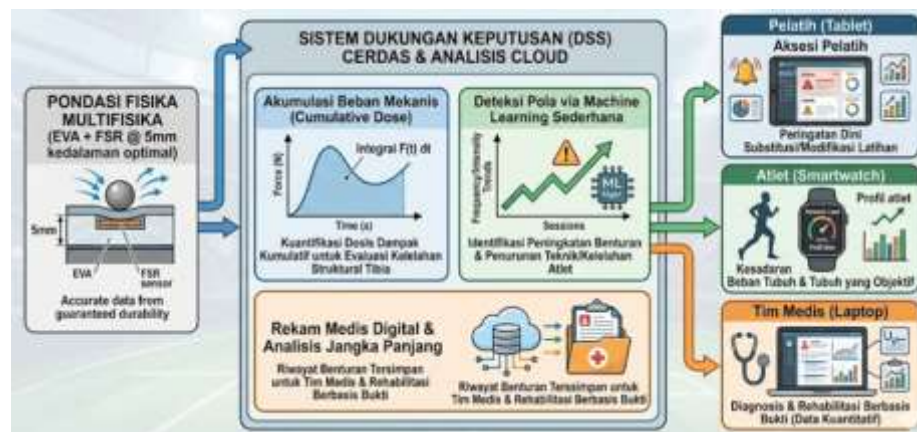 PONDASI FISIKA
MULTIFISIKA
(EVA + FSR @ 5mm
kedalaman optimal)
5mm
EVA
FSR
sensor
Accurate data from
guaranteed durability
SISTEM DUKUNGAN KEPUTUSAN (DSS)
CERDAS & ANALISIS CLOUD
Akumulasi Beban Mekanis
(Cumulative Dose)
Force (N)
Integral F(t) dt
Time (s)
Kuantifikasi Dosis Dampak
Kumulatif untuk Evaluasi Kelelahan
Struktural Tibia
Deteksi Pola via Machine
Learning Sederhana
Frequency/Intensity
Trends
ML
Sessions
Identifikasi Peningkatan Benturan
& Penurunan Teknik/Kelelahan
Atlet
Rekam Medis Digital &
Analisis Jangka Panjang
Riwayat Benturan Tersimpan
untuk Tim Medis & Rehabilitasi
Berbasis Bukti
Riwayat Benturan Tersimpan untuk
Tim Medis & Rehabilitasi Berbasis Bukti
Pelatih (Tablet)
Aksesi Pelatih
Peringatan Dini
Substitusi/Modifikasi Latihan
Atlet (Smartwatch)
Profil atlet
Kesadaran
Beban Tubuh & Tubuh yang Objektif
Tim Medis (Laptop)
Diagnosis & Rehabilitasi Berbasis
Bukti (Data Kuantitatif)